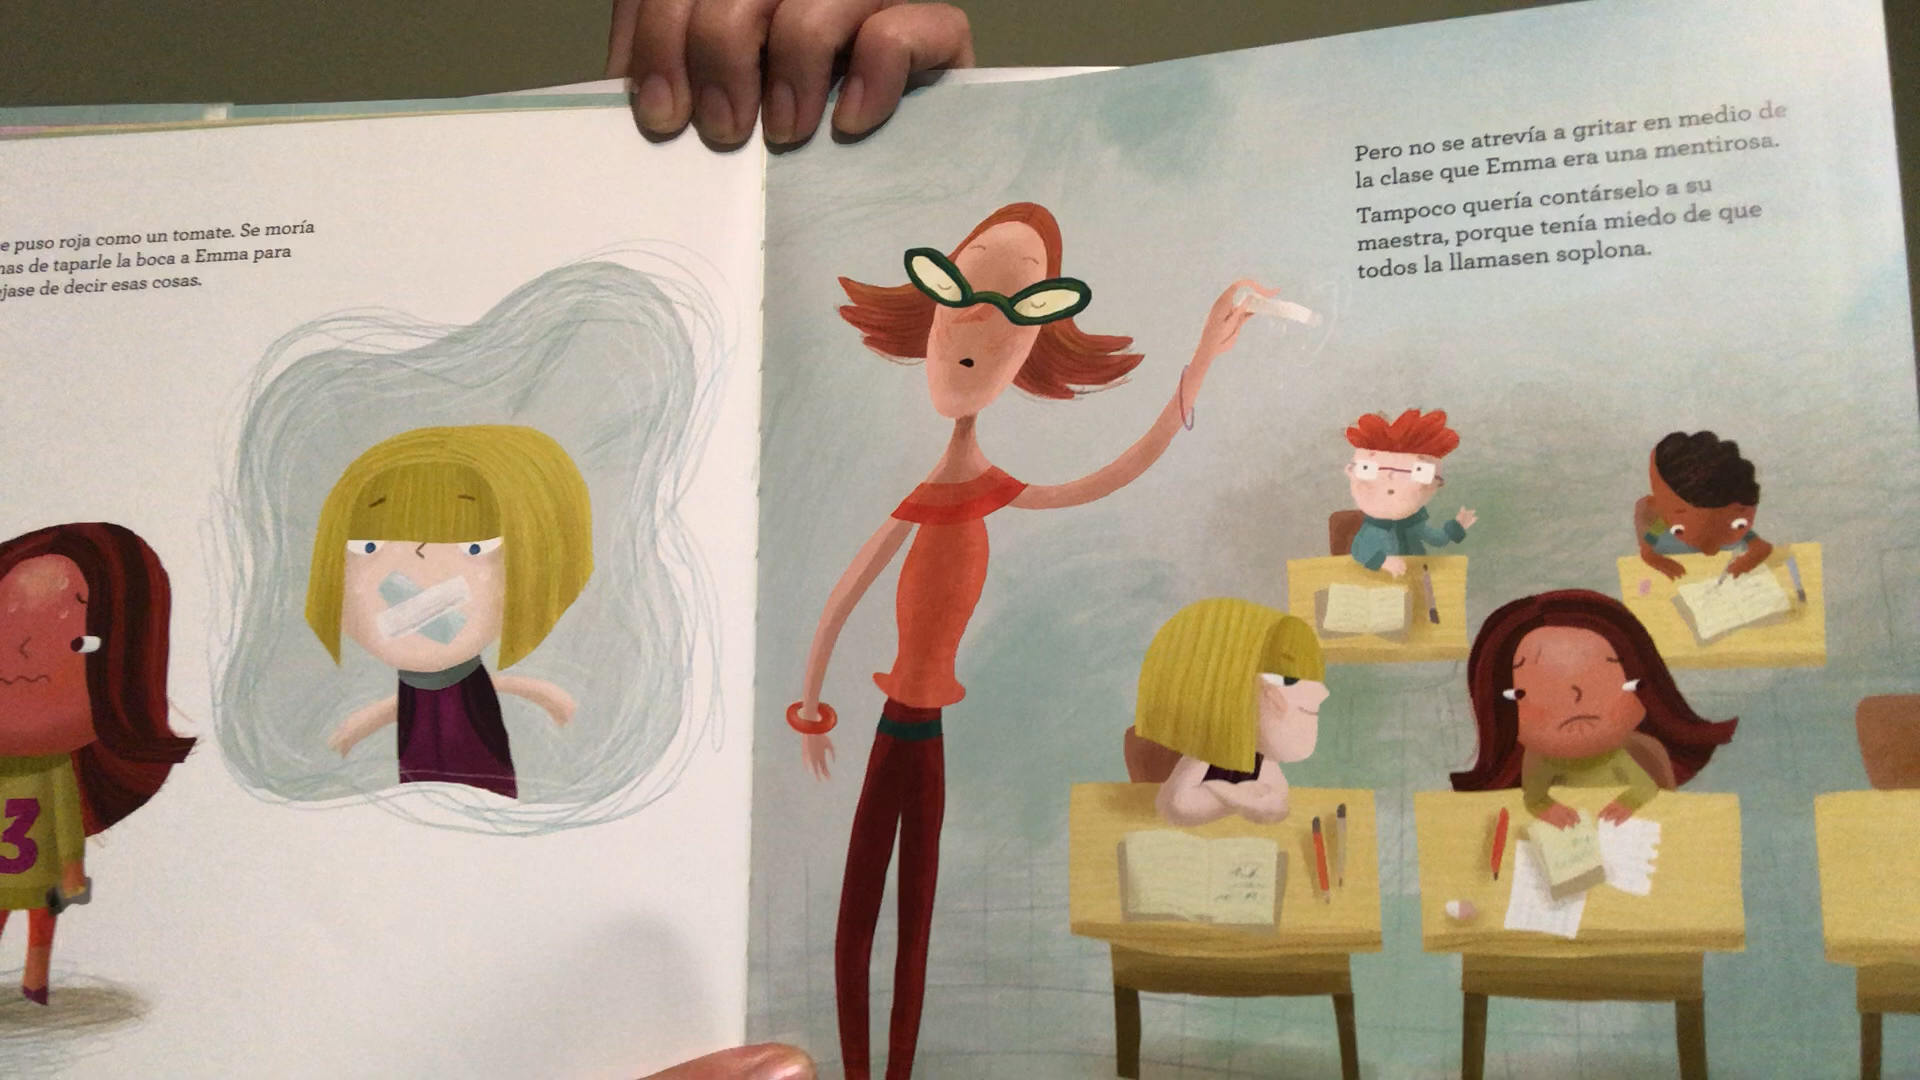 e puso roja como un tomate. Se moría
de taparle la boca a Emma para
de decir esas cosas.
3
Pero no se atrevía a gritar en medio de
la clase que Emma era una mentirosa.
Tampoco quería contárselo a su
maestra, porque tenía miedo de que
todos la llamasen soplona.